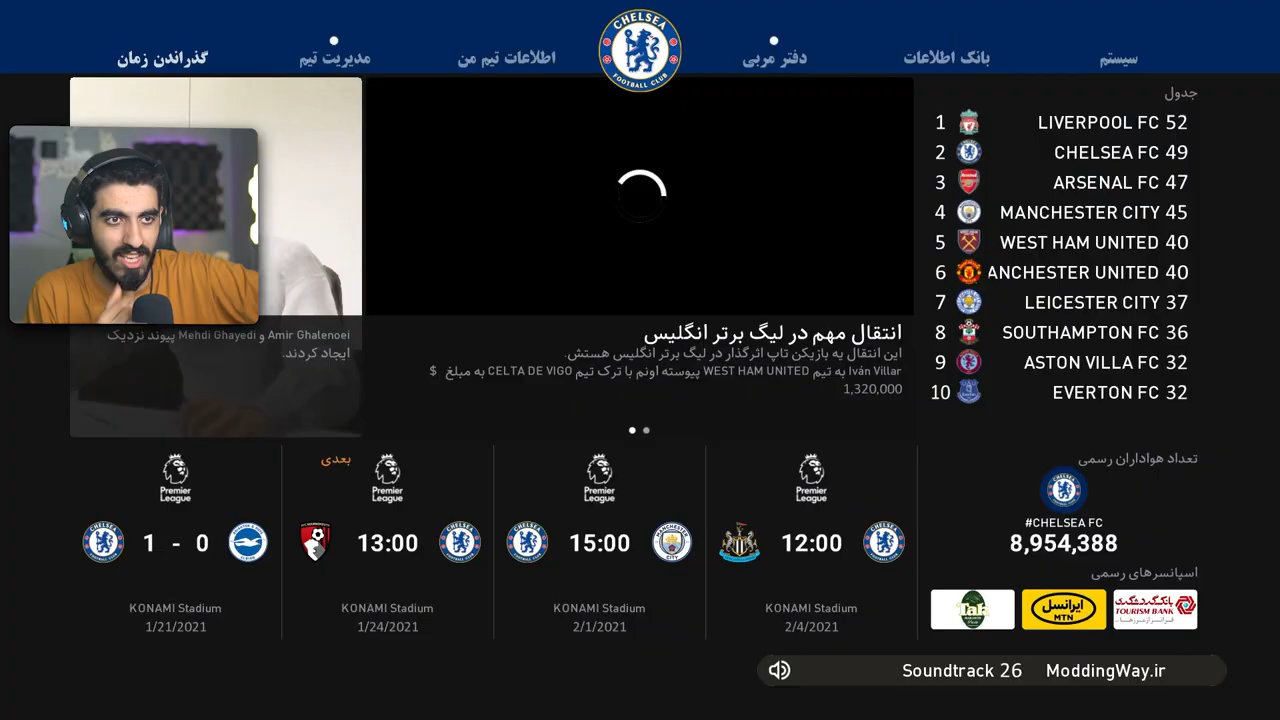 گذراندن زمان
مدیریت تیم
اطلاعات تیم من
CHELSEA
FOOTBALL CLUB
دفتر مربی
بانک اطلاعات
سیستم
جدول
1 LIVERPOOL FC 52
2 CHELSEA FC 49
3 ARSENAL FC 47
4 MANCHESTER CITY 45
5 WEST HAM UNITED 40
6 ANCHESTER UNITED 40
7 LEICESTER CITY 37
8 SOUTHAMPTON FC 36
9 ASTON VILLA FC 32
10 EVERTON FC 32
انتقال مهم در لیگ برتر انگلیس
این انتقال یه بازیکن تاپ اثرگذار در لیگ برتر انگلیس هستش.
Iván Villar به تیم WEST HAM UNITED پیوسته اونم با ترک تیم CELTA DE VIGO به مبلغ $
1,320,000
Amir Ghalenoei و Mehdi Ghayedi پیوند نزدیک
ایجاد کردند.
Premier League
1 - 0
KONAMI Stadium
1/21/2021
بعدی
Premier League
13:00
KONAMI Stadium
1/24/2021
Premier League
15:00
KONAMI Stadium
2/1/2021
Premier League
12:00
KONAMI Stadium
2/4/2021
تعداد هواداران رسمی
#CHELSEA FC
8,954,388
اسپانسرهای رسمی
Tak
ایرانسل
MTN
بانک گردشگری
TOURISM BANK
Soundtrack 26 ModdingWay.ir